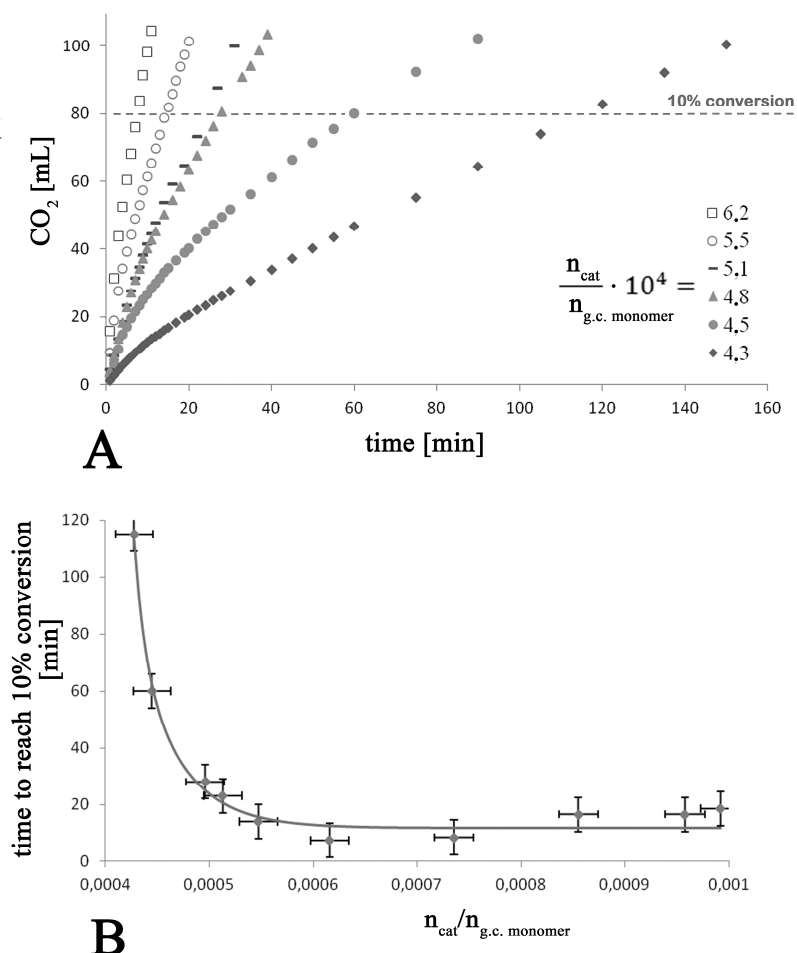 100
80
60
40
20
0
CO2 [mL]
10% conversion
6.2
5.5
5.1
4.8
4.5
4.3
ncat
ng.c. monomer
· 10⁴ =
0 20 40 60 80 100 120 140 160
time [min]
A
120
100
80
60
40
20
0
time to reach 10% conversion
[min]
0,0004 0,0005 0,0006 0,0007 0,0008 0,0009 0,001
ncat/ng.c. monomer
B